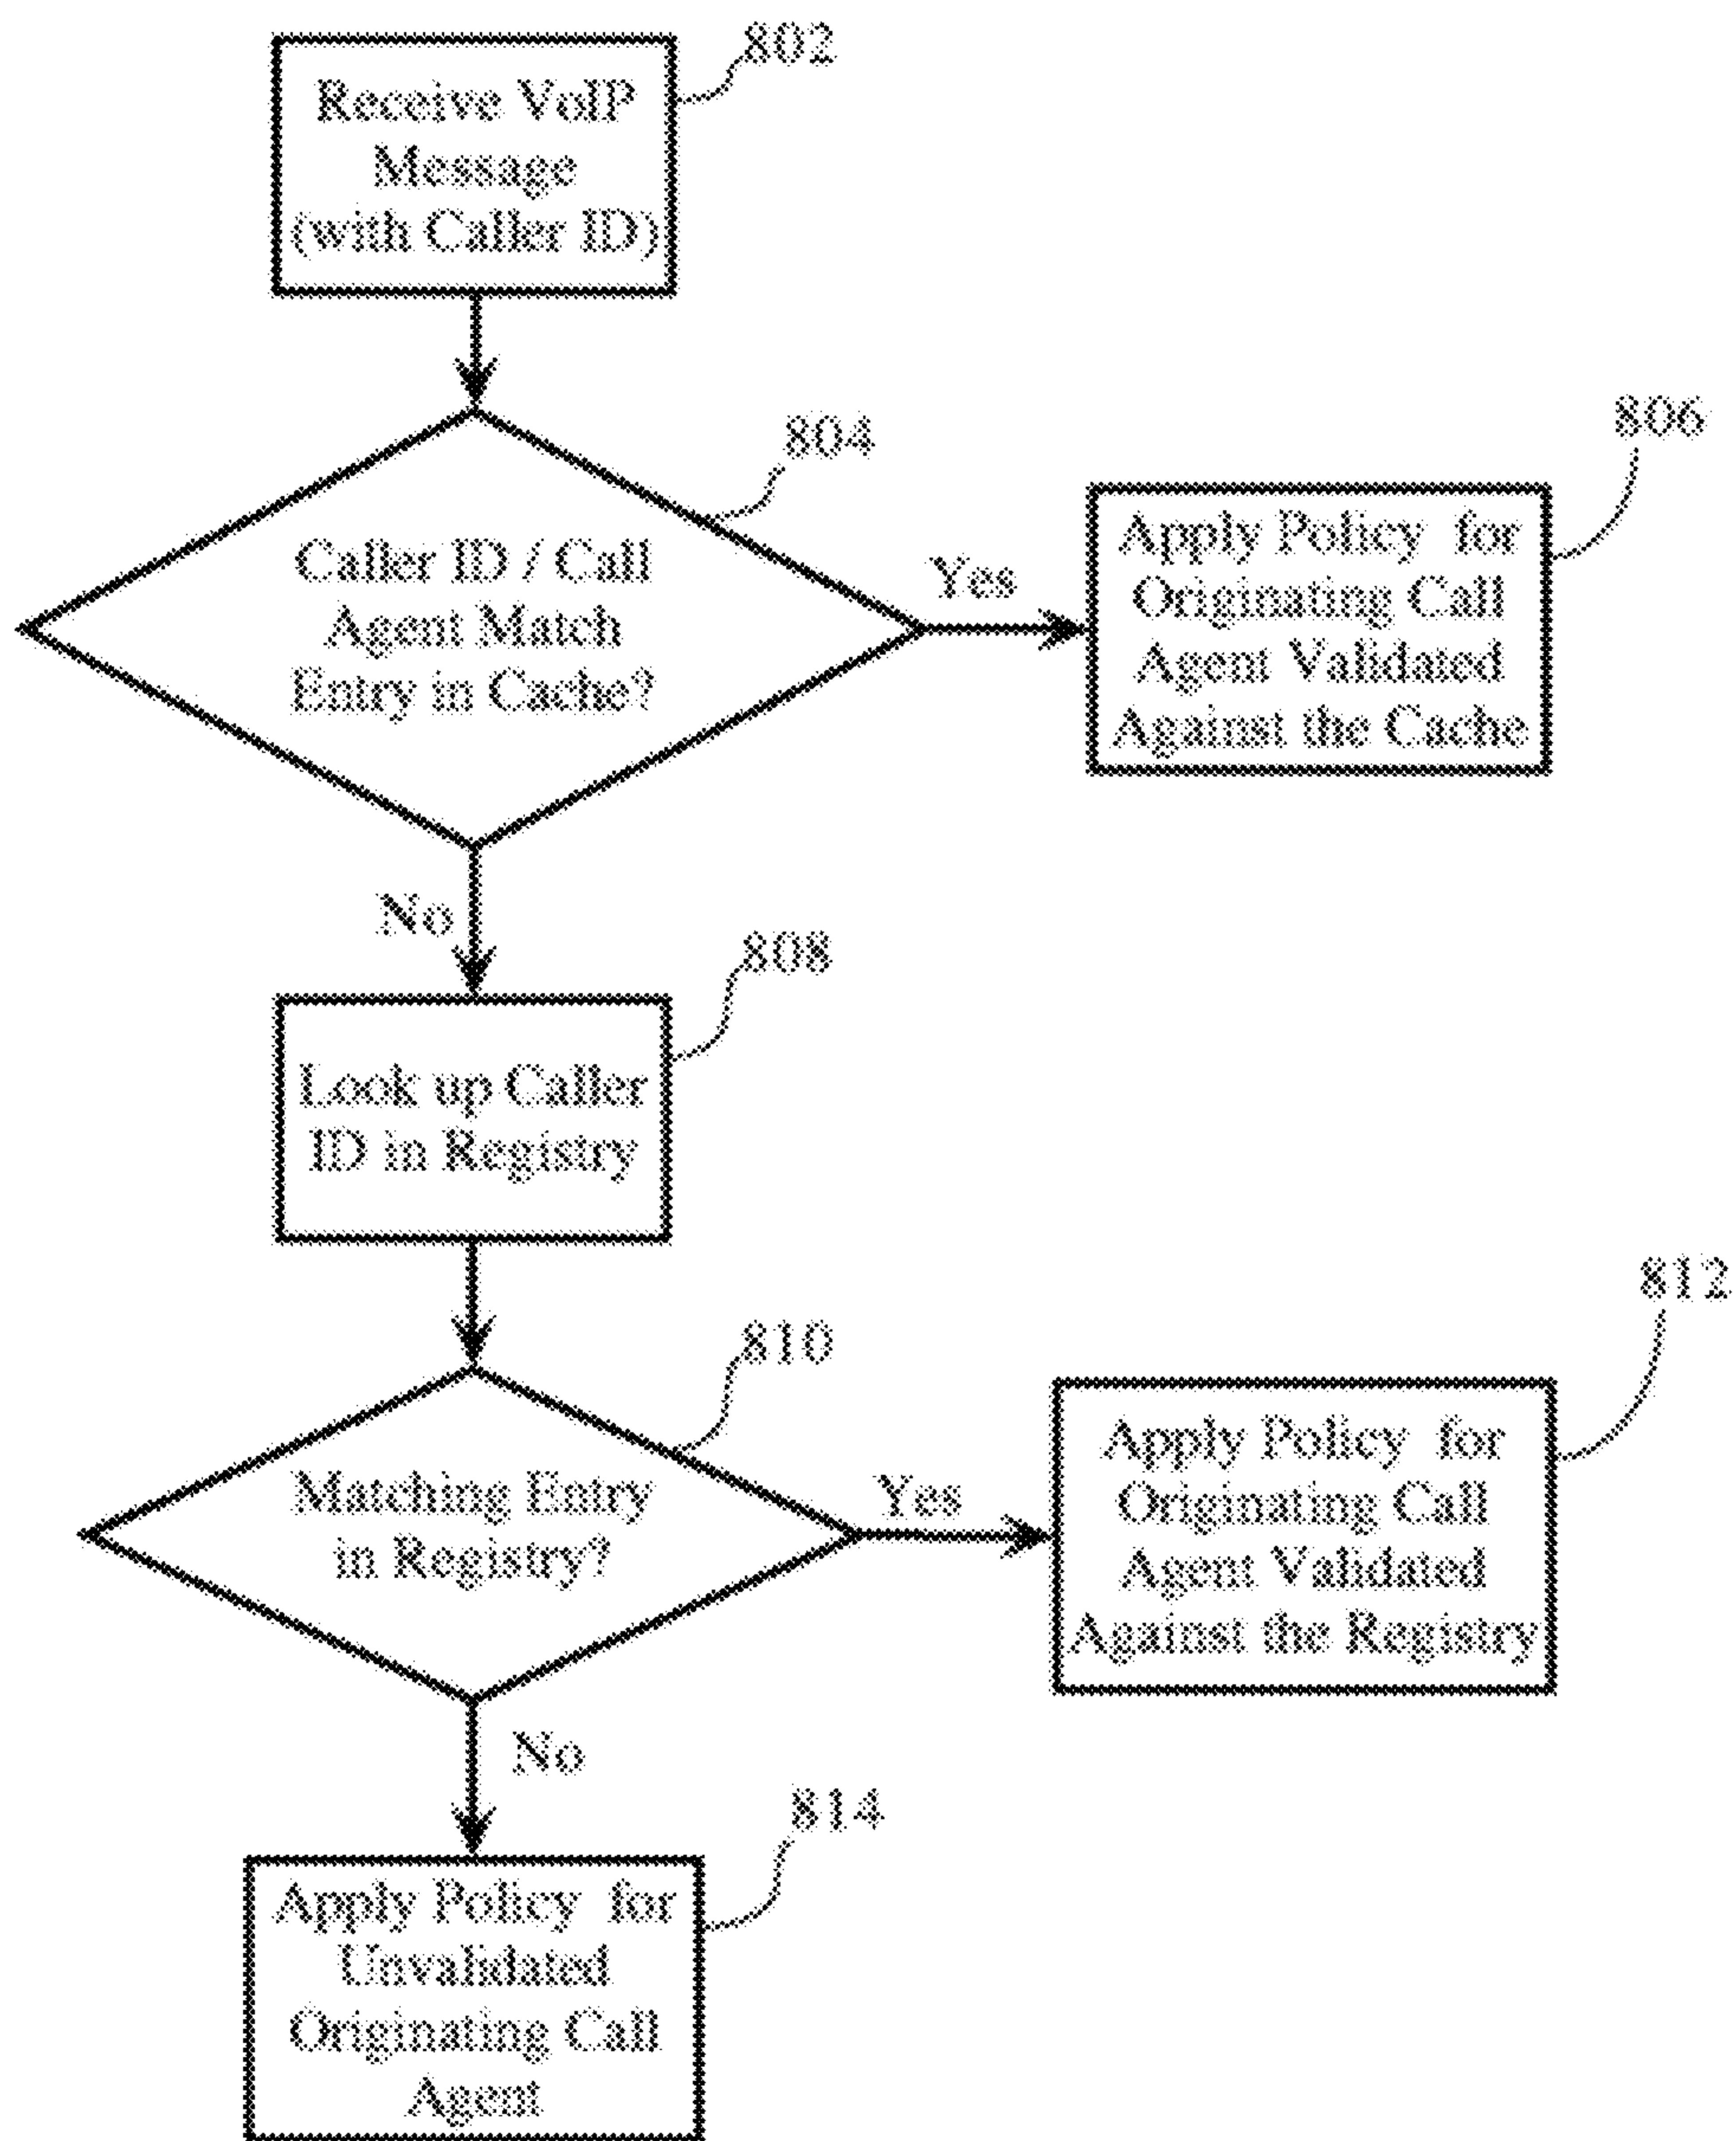 802
Receive VoIP
Message
(with Caller ID)
804
Caller ID / Call
Agent Match
Entry in Cache?
Yes
806
Apply Policy for
Originating Call
Agent Validated
Against the Cache
No
808
Look up Caller
ID in Registry
810
Matching Entry
in Registry?
Yes
812
Apply Policy for
Originating Call
Agent Validated
Against the Registry
No
814
Apply Policy for
Unvalidated
Originating Call
Agent